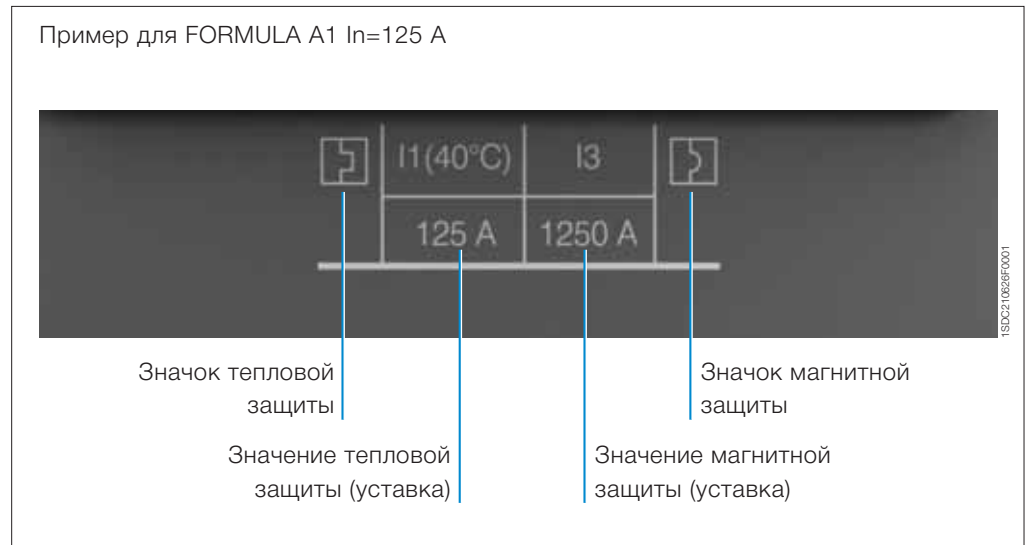 Пример для FORMULA A1 In=125 A
I1(40°C) I3
125 A 1250 A
1SDC210626F0001
Значок тепловой
защиты
Значок магнитной
защиты
Значение тепловой
защиты (уставка)
Значение магнитной
защиты (уставка)